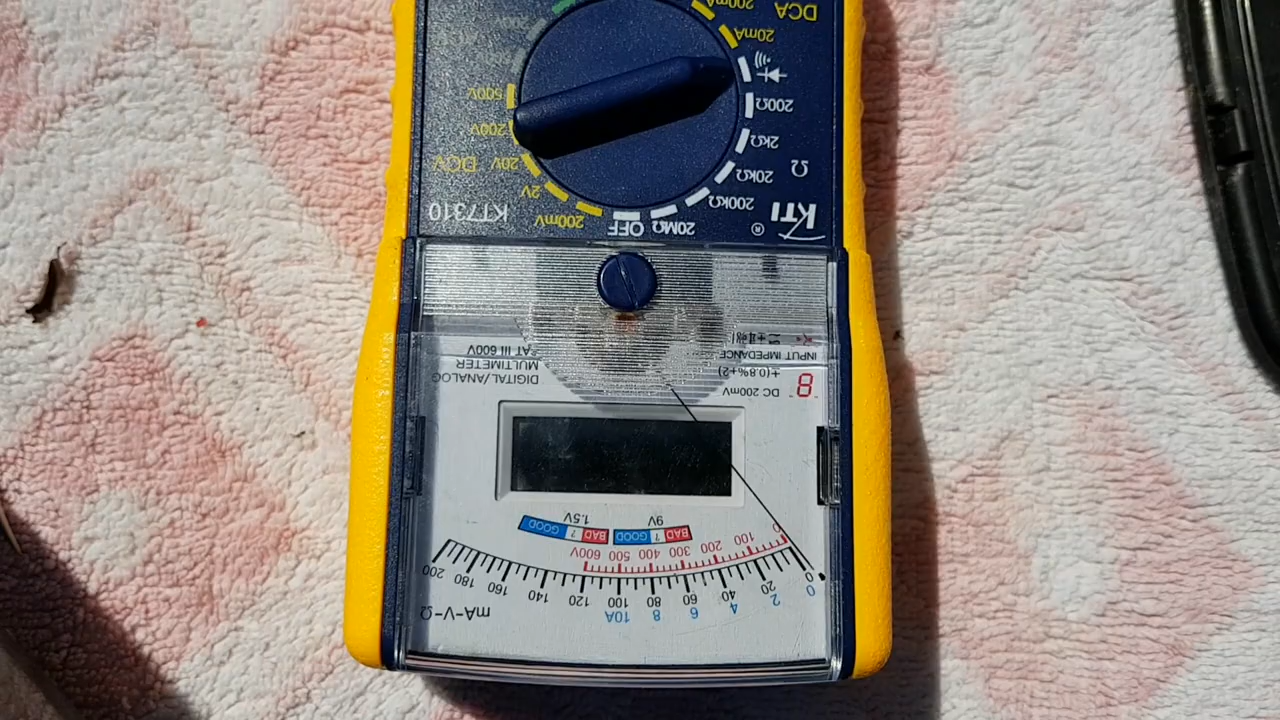 mA-V-Ω
10A 8 6 4 2 0
200 180 160 140 120 100 80 60 40 20 0
600V 500 400 300 200 100 0
GOOD ? BAD GOOD ? BAD
1.5V 9V
DC 200mV
±(0.8%+2)
INPUT IMPEDANCE
DIGITAL/ANALOG
MULTIMETER
CAT III 600V
KTI ®
KT7310
OFF
200mV
2V
20V
200V
500V
DCV
20MΩ
200kΩ
20kΩ
2kΩ
200Ω
Ω
20mA
200mA
DCA